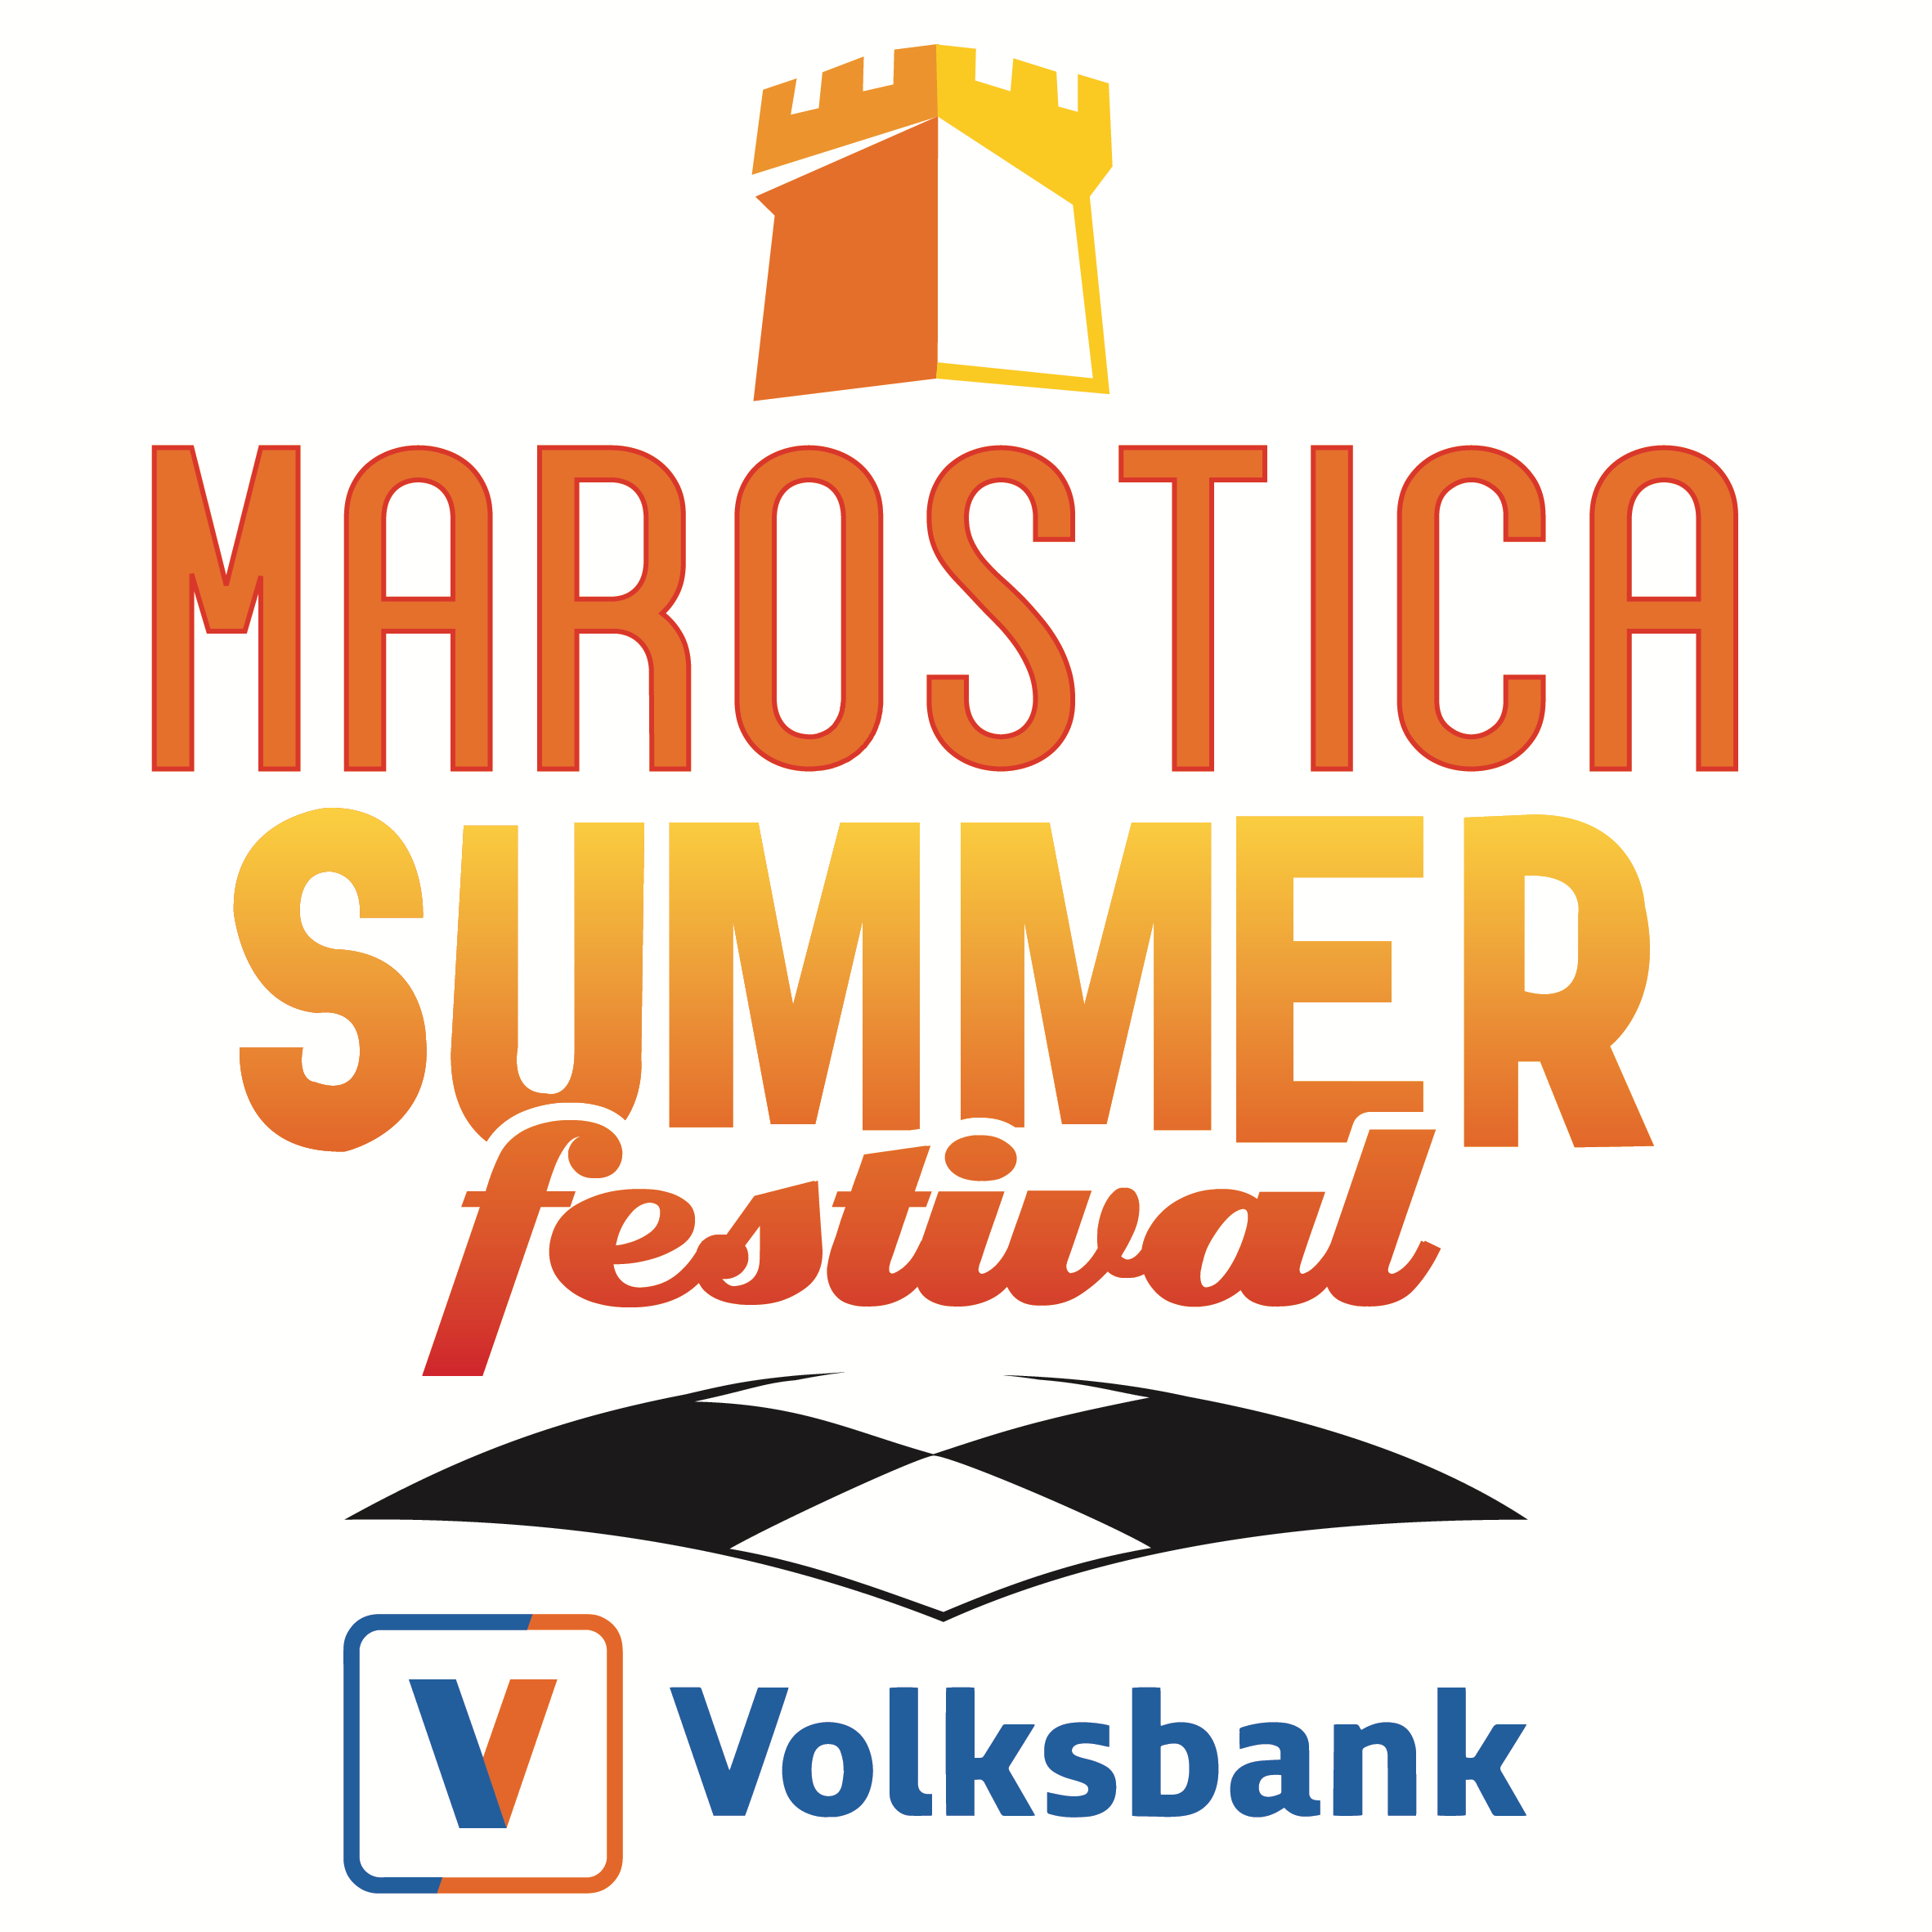 MAROSTICA
SUMMER
festival
V Volksbank